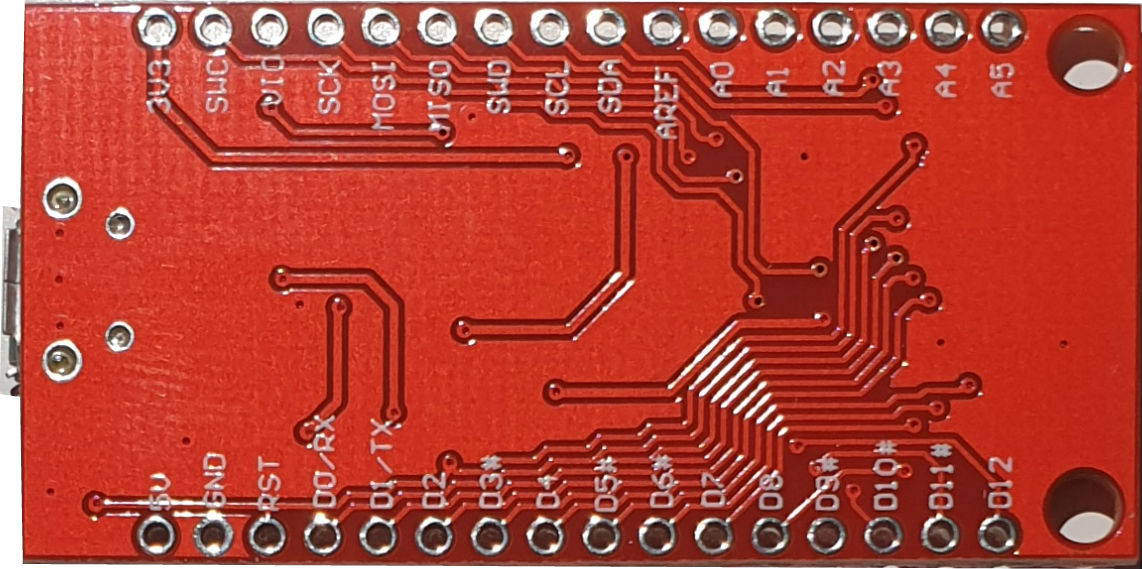 3V3
SWC
VIO
SCK
MOSI
MISO
SWD
SCL
SDA
AREF
A0
A1
A2
A3
A4
A5
5V
GND
RST
D0/RX
D1/TX
D2
D3#
D4
D5#
D6#
D7
D8
D9#
D10#
D11#
D12